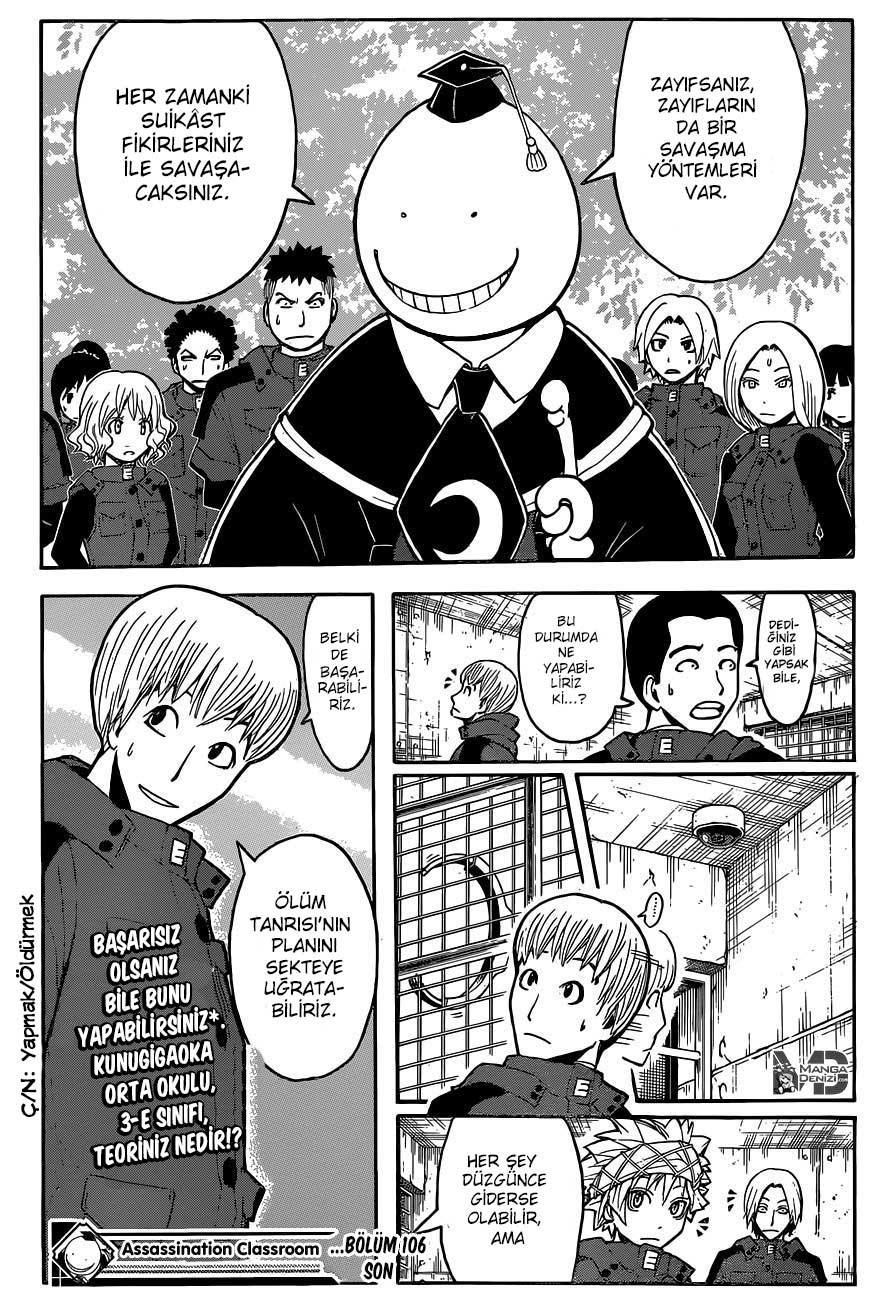 ZAYIFSANIZ,
ZAYIFLARIN
DA BİR
SAVAŞMA
YÖNTEMLERİ
VAR.
HER ZAMANKİ
SUİKÂST
FİKİRLERİNİZ
İLE SAVAŞA-
CAKSINIZ.
DEDİ-
ĞİNİZ
GİBİ
YAPSAK
BİLE,
BU
DURUMDA
NE
YAPABİ-
LİRİZ
Kİ...?
MD
MANGA
DENİZİ
HER ŞEY
DÜZGÜNCE
GİDERSE
OLABİLİR,
AMA
BELKİ
DE
BAŞA-
RABİLİ-
RİZ.
ÖLÜM
TANRISI'NIN
PLANINI
SEKTEYE
UĞRATA-
BİLİRİZ.
BAŞARISIZ
OLSANIZ
BİLE BUNU
YAPABİLİRSİNİZ*.
KUNUGIGAOKA
ORTA OKULU,
3-E SINIFI,
TEORİNİZ NEDİR!?
Ç/N: Yapmak/Öldürmek
Assassination Classroom ...BÖLÜM 106
SON